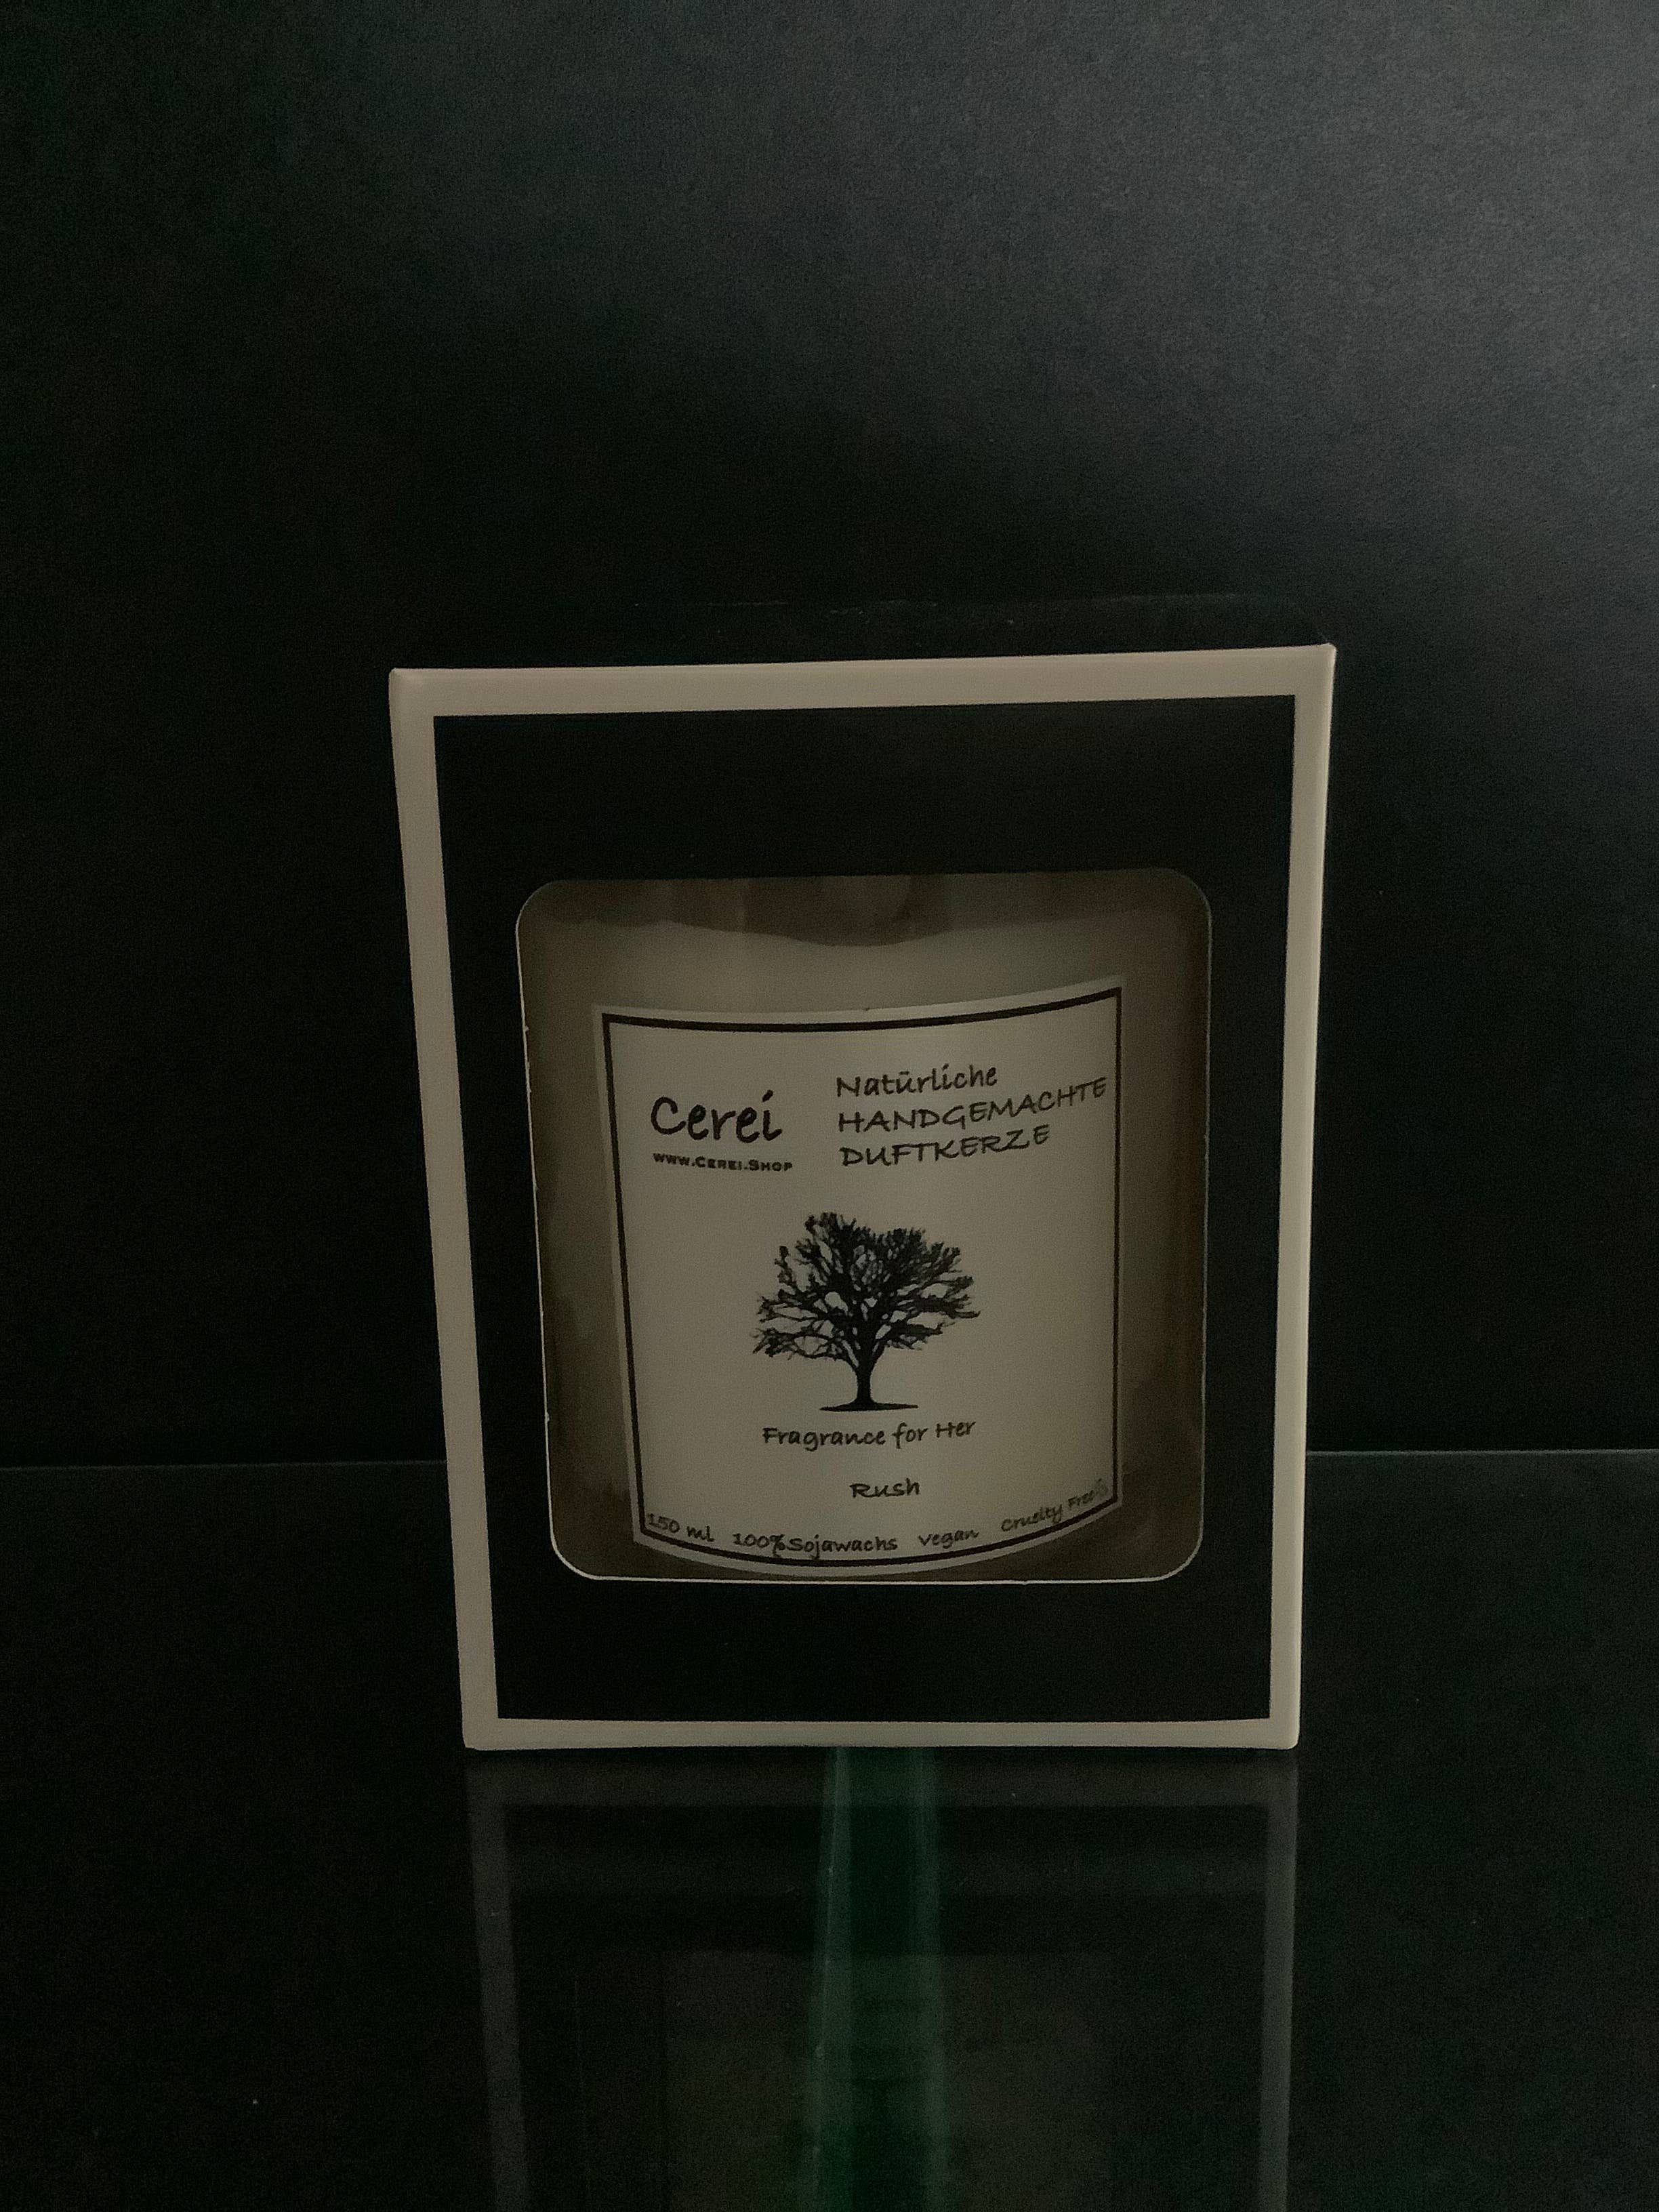 Cerei
www.Cerei.Shop
Natürliche
HANDGEMACHTE
DUFTKERZE
Fragrance for Her
Rush
150 ml 100%Sojawachs Vegan Cruelty Free